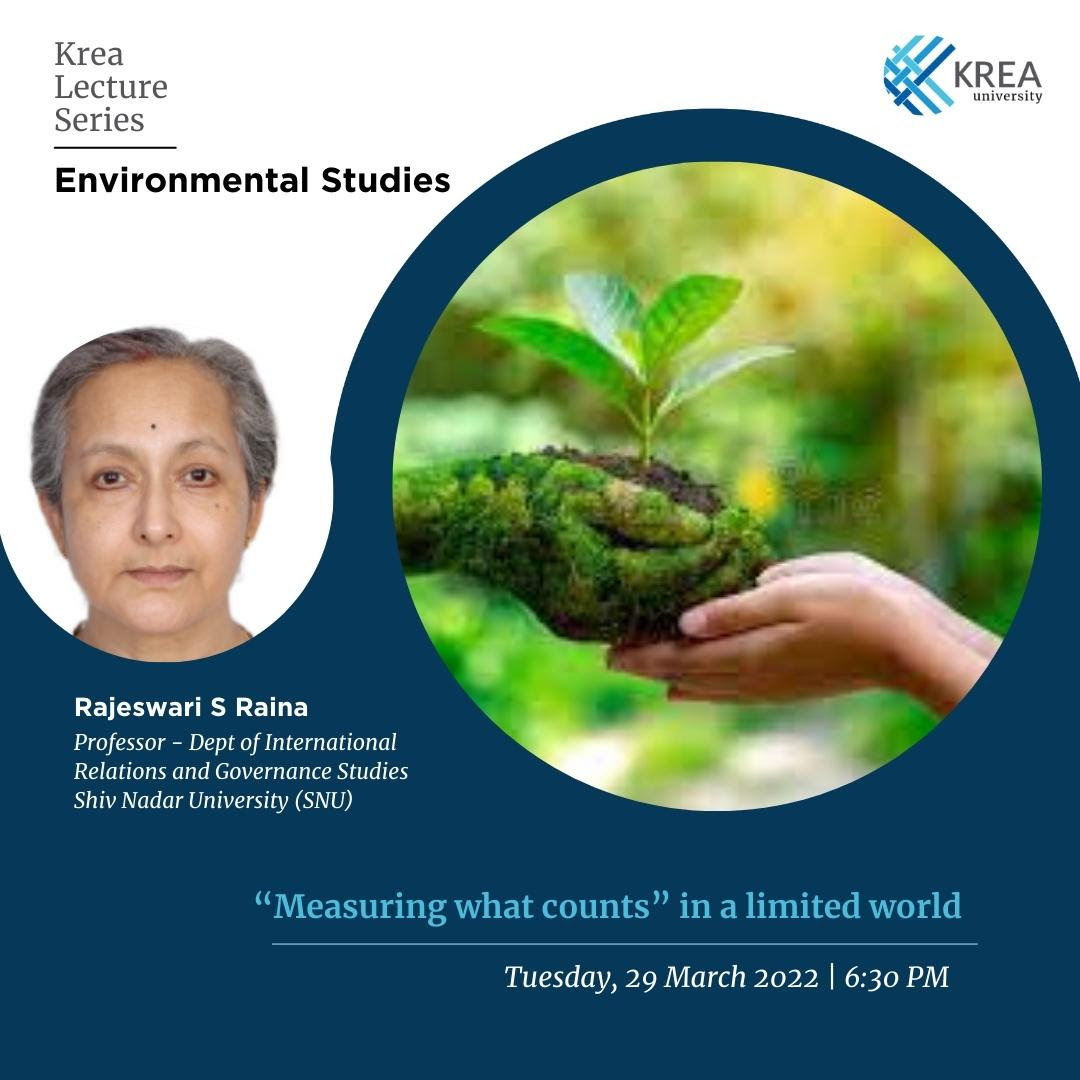 Krea
Lecture
Series
Environmental Studies
KREA
university
Rajeswari S Raina
Professor – Dept of International
Relations and Governance Studies
Shiv Nadar University (SNU)
“Measuring what counts” in a limited world
Tuesday, 29 March 2022 | 6:30 PM